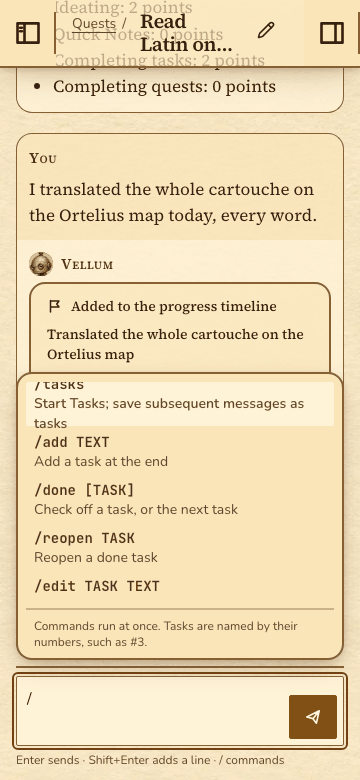 Ideating: 2 points
Quests /
Read
Latin on…
Quick Notes: 0 points
Completing tasks: 2 points
Completing quests: 0 points
You
I translated the whole cartouche on
the Ortelius map today, every word.
Vellum
Added to the progress timeline
Translated the whole cartouche on the
Ortelius map
/tasks
Start Tasks; save subsequent messages as
tasks
/add TEXT
Add a task at the end
/done [TASK]
Check off a task, or the next task
/reopen TASK
Reopen a done task
/edit TASK TEXT
Commands run at once. Tasks are named by their
numbers, such as #3.
/
Enter sends · Shift+Enter adds a line · / commands